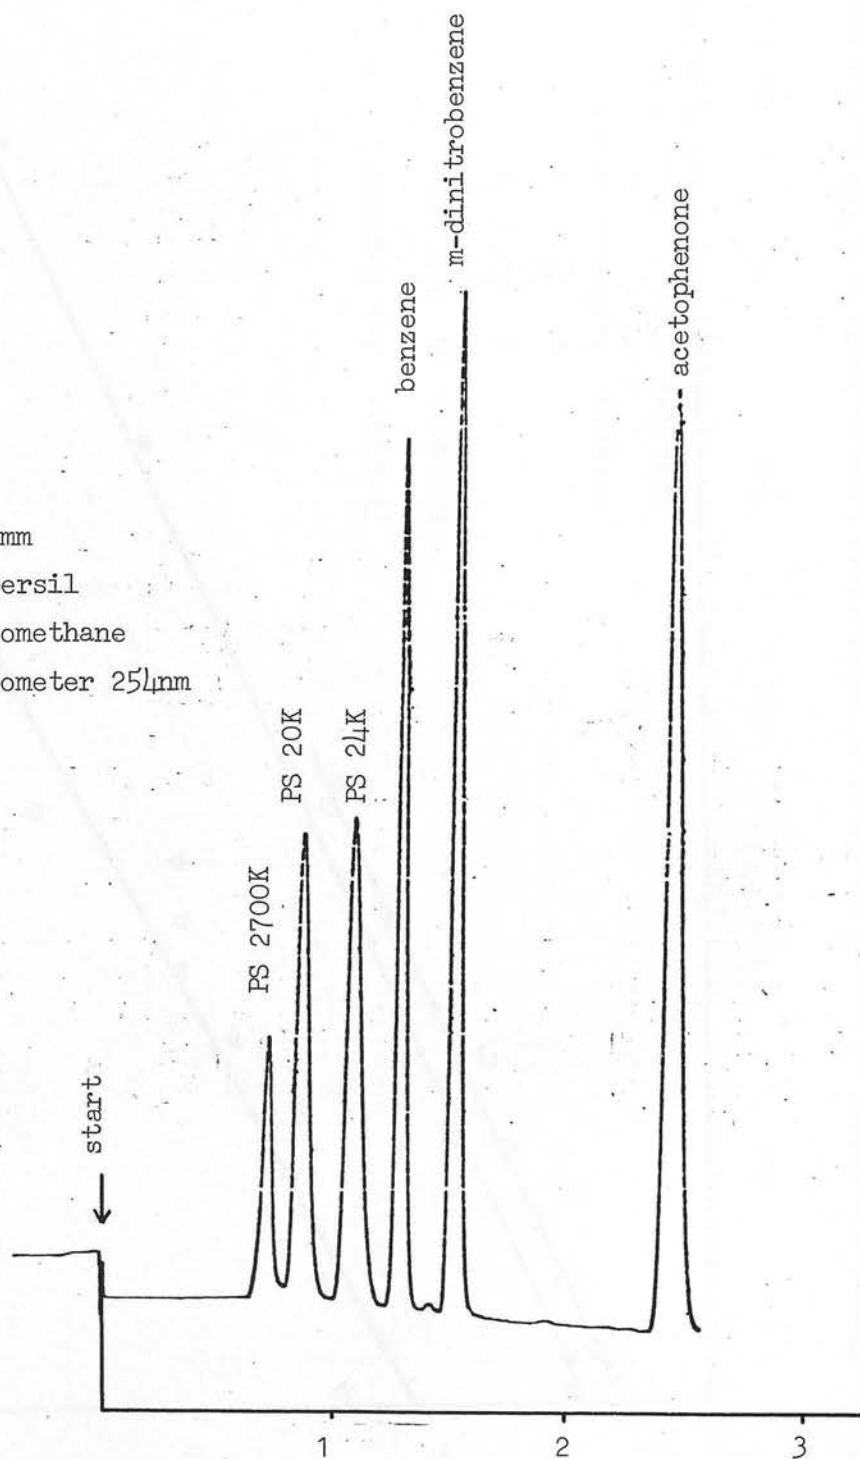 m-dinitrobenzene
acetophenone
benzene
mm
ersil
omethane
ometer 254nm
PS 20K
PS 24K
PS 2700K
start
1
2
3